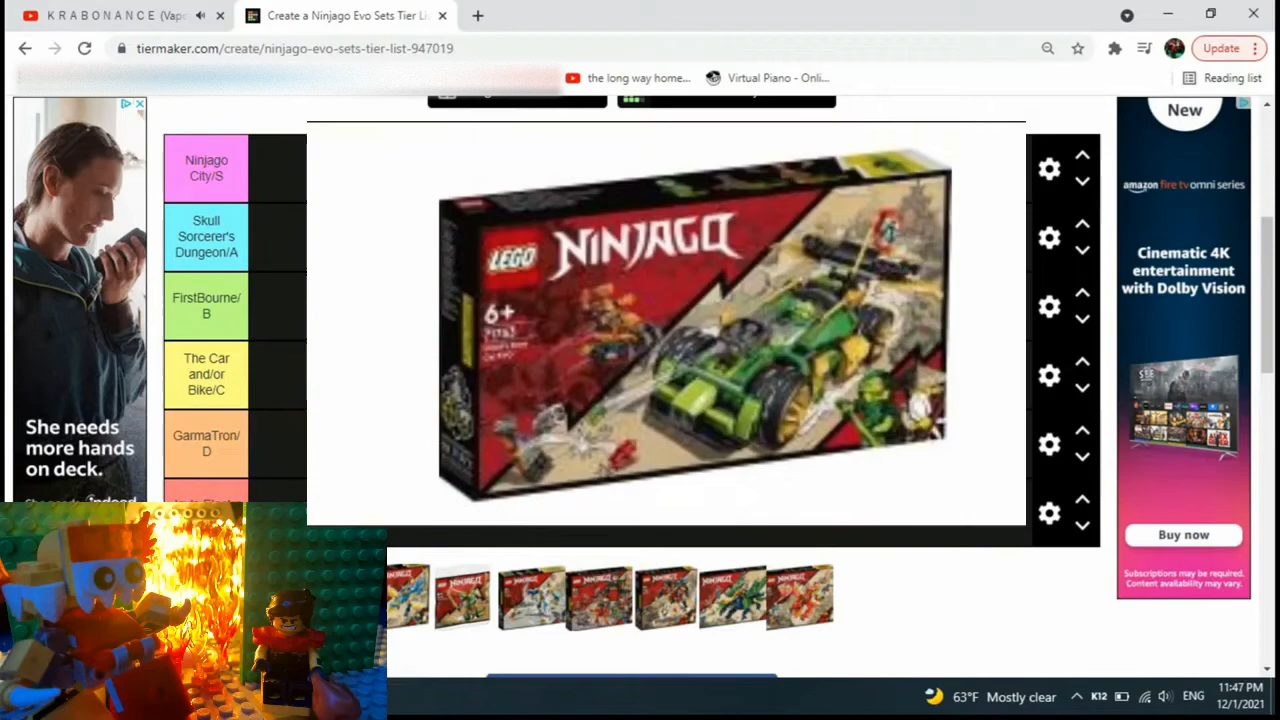 K R A B O N A N C E (Vapo
Create a Ninjago Evo Sets Tier Li
tiermaker.com/create/ninjago-evo-sets-tier-list-947019
Update
the long way home...
Virtual Piano - Onli...
Reading list
Ninjago
City/S
Skull
Sorcerer's
Dungeon/A
FirstBourne/
B
The Car
and/or
Bike/C
GarmaTron/
D
LEGO
NINJAGO
6+
She needs
more hands
on deck.
indeed
New
amazon fire tv omni series
Cinematic 4K
entertainment
with Dolby Vision
Buy now
Subscriptions may be required.
Content availability may vary.
63°F Mostly clear
K12
ENG
11:47 PM
12/1/2021